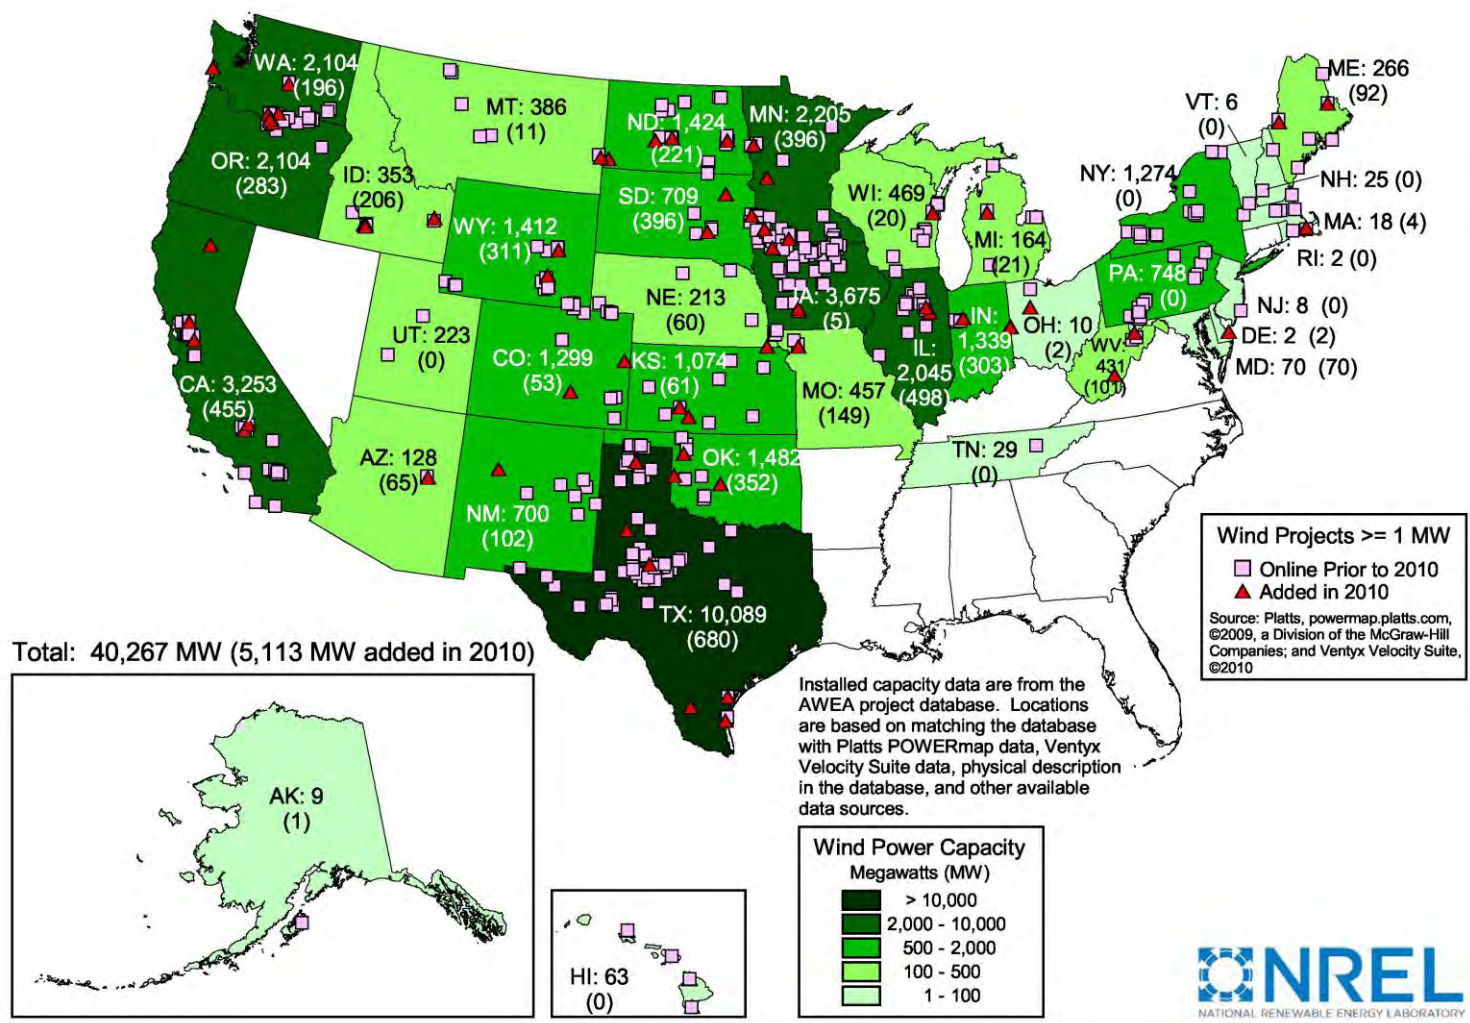 WA: 2,104
(196)
MT: 386
(11)
ND: 1,424
(221)
MN: 2,205
(396)
ME: 266
(92)
VT: 6
(0)
OR: 2,104
(283)
ID: 353
(206)
SD: 709
(396)
WI: 469
(20)
NY: 1,274
(0)
NH: 25 (0)
WY: 1,412
(311)
MI: 164
(21)
MA: 18 (4)
RI: 2 (0)
NE: 213
(60)
IA: 3,675
(5)
PA: 748
(0)
NJ: 8 (0)
UT: 223
(0)
CO: 1,299
(53)
KS: 1,074
(61)
IL:
2,045
(498)
IN:
1,339
(303)
OH: 10
(2)
DE: 2 (2)
WV:
431
(101)
MD: 70 (70)
CA: 3,253
(455)
MO: 457
(149)
AZ: 128
(65)
NM: 700
(102)
OK: 1,482
(352)
TN: 29
(0)
TX: 10,089
(680)
Wind Projects >= 1 MW
Online Prior to 2010
Added in 2010
Source: Platts, powermap.platts.com,
©2009, a Division of the McGraw-Hill
Companies; and Ventyx Velocity Suite,
©2010
Total: 40,267 MW (5,113 MW added in 2010)
Installed capacity data are from the
AWEA project database. Locations
are based on matching the database
with Platts POWERmap data, Ventyx
Velocity Suite data, physical description
in the database, and other available
data sources.
AK: 9
(1)
HI: 63
(0)
Wind Power Capacity
Megawatts (MW)
> 10,000
2,000 - 10,000
500 - 2,000
100 - 500
1 - 100
NREL
NATIONAL RENEWABLE ENERGY LABORATORY